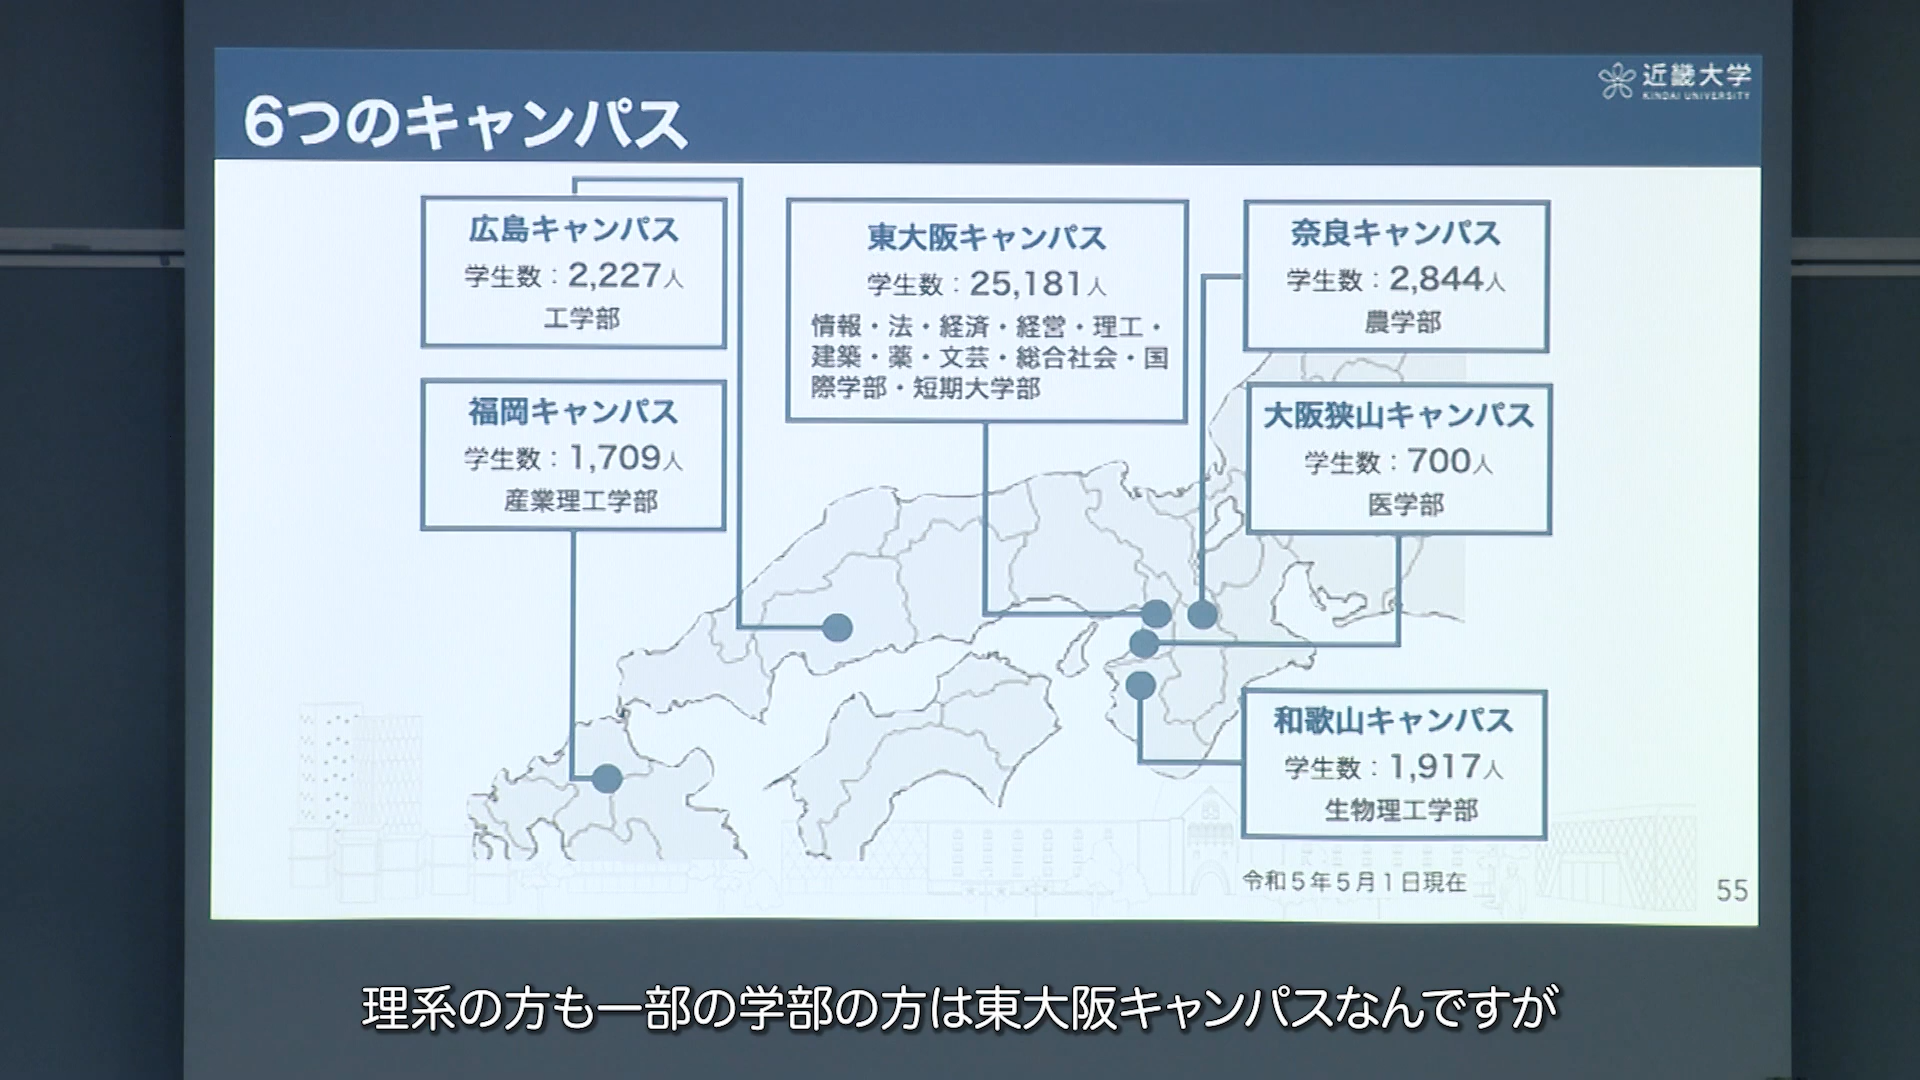 近畿大学
KINDAI UNIVERSITY
6つのキャンパス
広島キャンパス
学生数：2,227人
工学部
東大阪キャンパス
学生数：25,181人
情報・法・経済・経営・理工・
建築・薬・文芸・総合社会・国
際学部・短期大学部
奈良キャンパス
学生数：2,844人
農学部
福岡キャンパス
学生数：1,709人
産業理工学部
大阪狭山キャンパス
学生数：700人
医学部
和歌山キャンパス
学生数：1,917人
生物理工学部
令和5年5月1日現在
55
理系の方も一部の学部の方は東大阪キャンパスなんですが